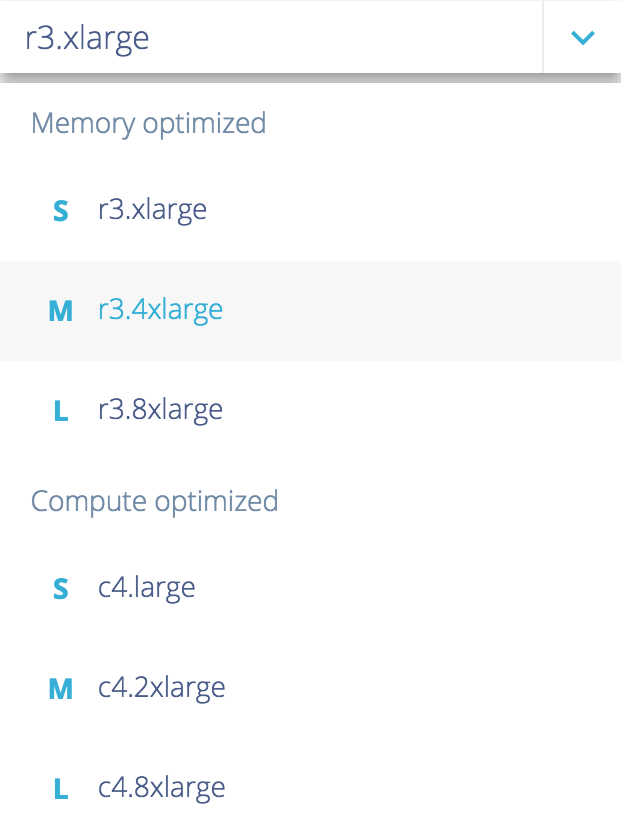 r3.xlarge
Memory optimized
S r3.xlarge
M r3.4xlarge
L r3.8xlarge
Compute optimized
S c4.large
M c4.2xlarge
L c4.8xlarge